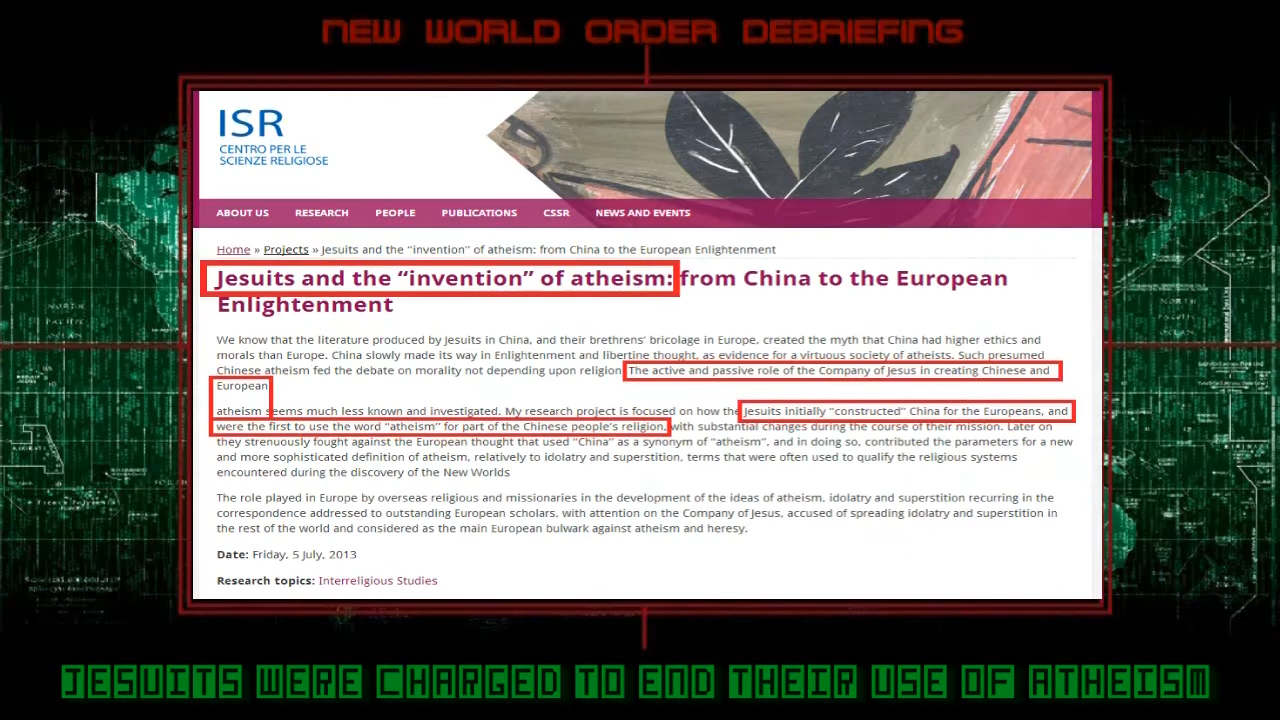 NEW WORLD ORDER DEBRIEFING
ISR
CENTRO PER LE
SCIENZE RELIGIOSE
ABOUT US RESEARCH PEOPLE PUBLICATIONS CSSR NEWS AND EVENTS
Home » Projects » Jesuits and the “invention” of atheism: from China to the European Enlightenment
Jesuits and the “invention” of atheism: from China to the European
Enlightenment
We know that the literature produced by Jesuits in China, and their brethrens’ bricolage in Europe, created the myth that China had higher ethics and
morals than Europe. China slowly made its way in Enlightenment and libertine thought, as evidence for a virtuous society of atheists. Such presumed
Chinese atheism fed the debate on morality not depending upon religion. The active and passive role of the Company of Jesus in creating Chinese and
European
atheism seems much less known and investigated. My research project is focused on how the Jesuits initially “constructed” China for the Europeans, and
were the first to use the word “atheism” for part of the Chinese people’s religion, with substantial changes during the course of their mission. Later on
they strenuously fought against the European thought that used “China” as a synonym of “atheism”, and in doing so, contributed the parameters for a new
and more sophisticated definition of atheism, relatively to idolatry and superstition, terms that were often used to qualify the religious systems
encountered during the discovery of the New Worlds
The role played in Europe by overseas religious and missionaries in the development of the ideas of atheism, idolatry and superstition recurring in the
correspondence addressed to outstanding European scholars, with attention on the Company of Jesus, accused of spreading idolatry and superstition in
the rest of the world and considered as the main European bulwark against atheism and heresy.
Date: Friday, 5 July, 2013
Research topics: Interreligious Studies
JESUITS WERE CHARGED TO END THEIR USE OF ATHEISM